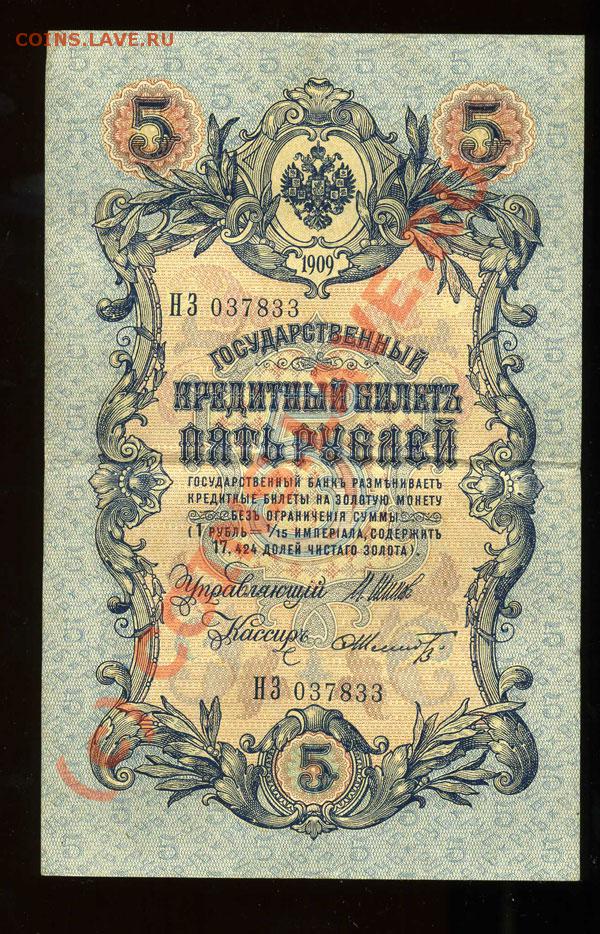 COINS.LAVE.RU
5 5
1909
НЗ 037833
ГОСУДАРСТВЕННЫЙ
КРЕДИТНЫЙ БИЛЕТЪ
ПЯТЬ РУБЛЕЙ
ГОСУДАРСТВЕННЫЙ БАНКЪ РАЗМѢНИВАЕТЪ
КРЕДИТНЫЕ БИЛЕТЫ НА ЗОЛОТУЮ МОНЕТУ
БЕЗЪ ОГРАНИЧЕНІЯ СУММЫ
(1 РУБЛЬ = 1/15 ИМПЕРІАЛА, СОДЕРЖИТЪ
17,424 ДОЛЕЙ ЧИСТАГО ЗОЛОТА).
Управляющій
Кассиръ
НЗ 037833
5